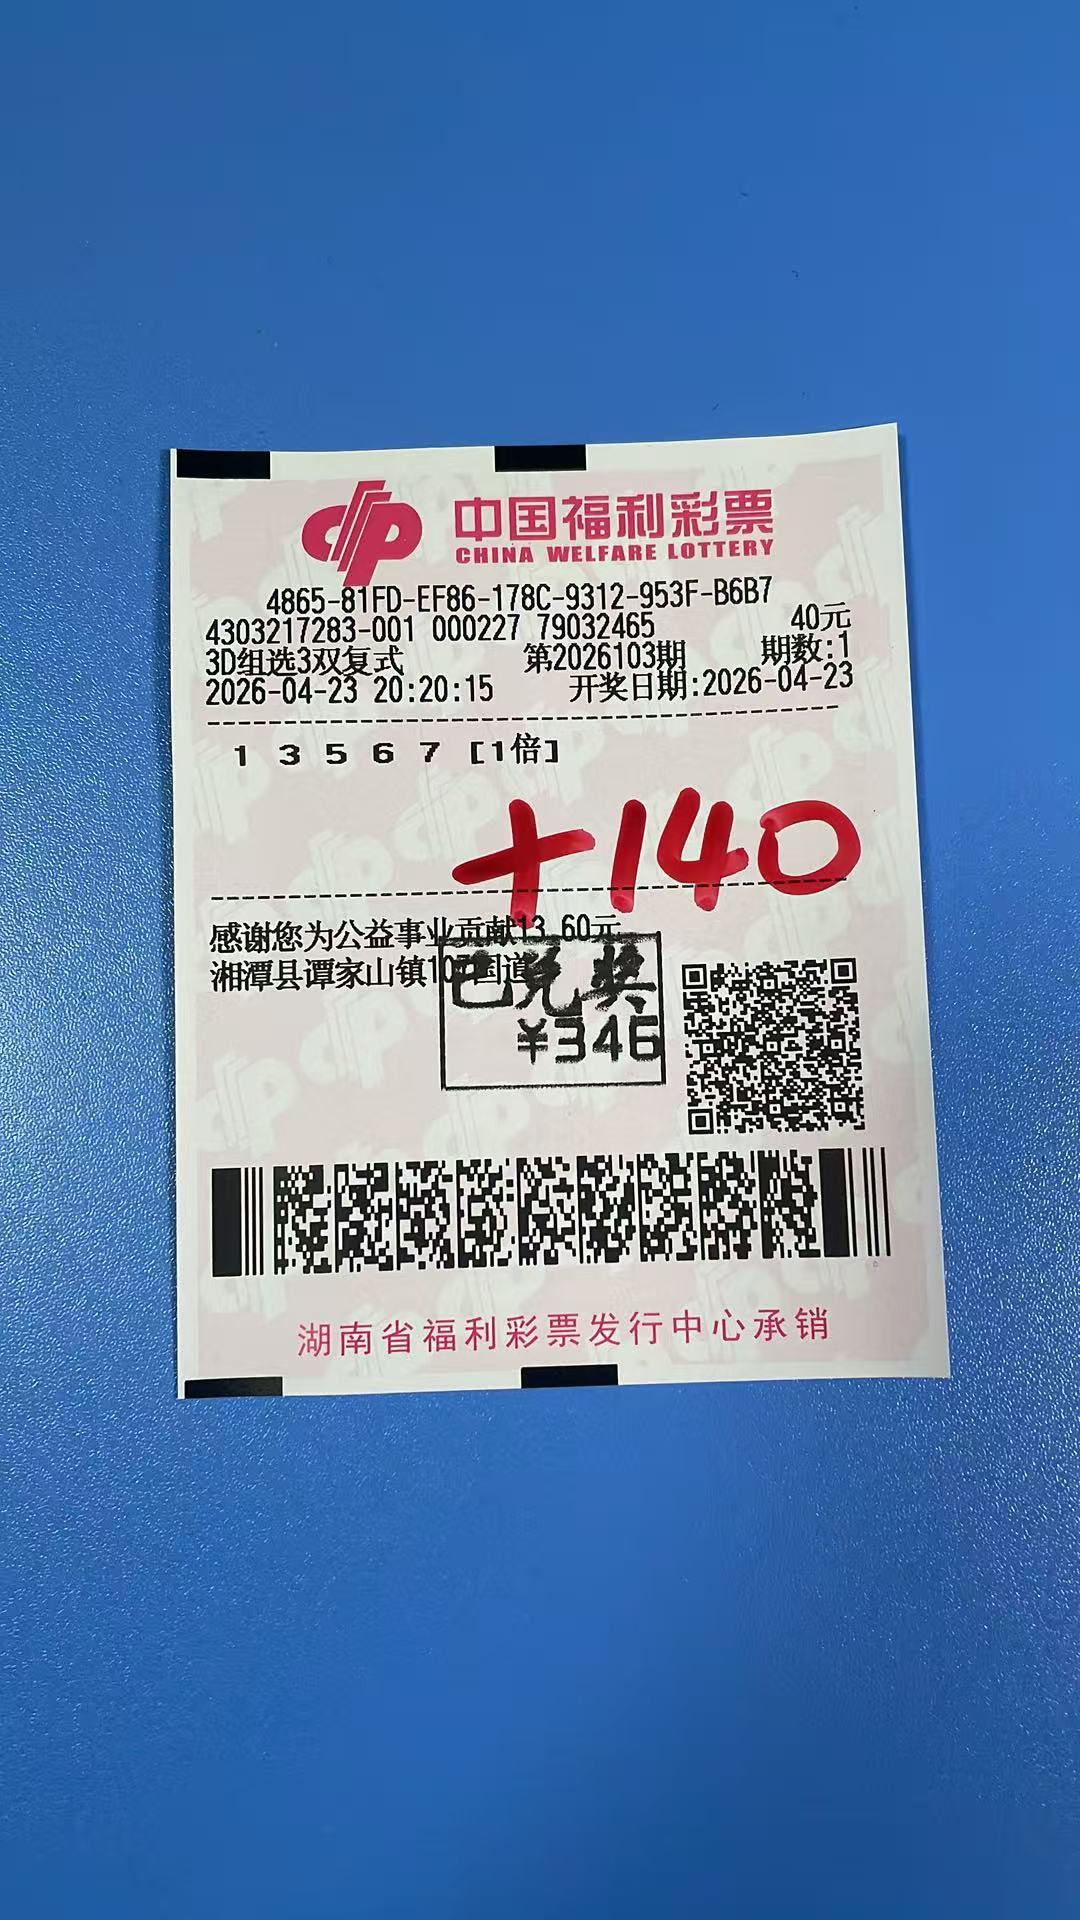 中国福利彩票
CHINA WELFARE LOTTERY
4865-81FD-EF86-178C-9312-953F-B6B7
4303217283-001 000227 79032465 40元
3D组选3双复式 第2026103期 期数:1
2026-04-23 20:20:15 开奖日期:2026-04-23
1 3 5 6 7 [1倍]
+140
感谢您为公益事业贡献13.60元
湘潭县谭家山镇107国道
已兑奖
¥346
湖南省福利彩票发行中心承销